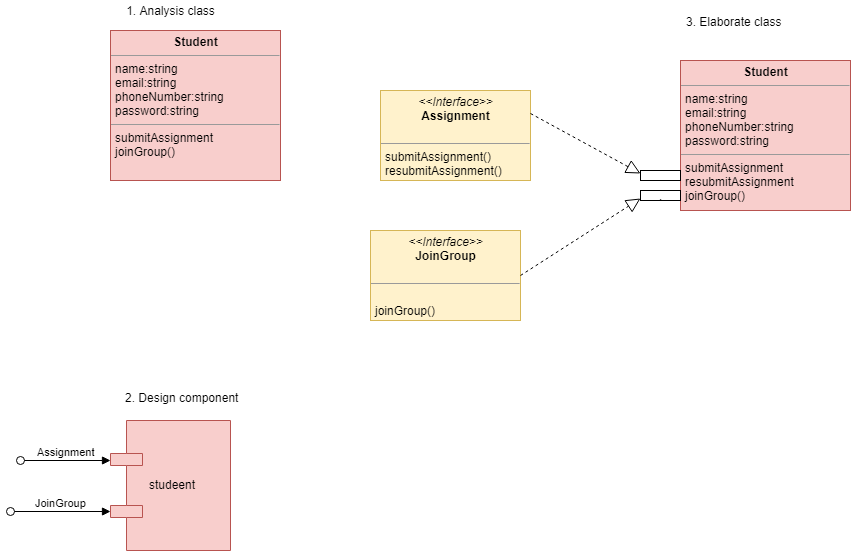 1. Analysis class
Student
name:string
email:string
phoneNumber:string
password:string
submitAssignment
joinGroup()
<<Interface>>
Assignment
submitAssignment()
resubmitAssignment()
<<Interface>>
JoinGroup
joinGroup()
3. Elaborate class
Student
name:string
email:string
phoneNumber:string
password:string
submitAssignment
resubmitAssignment
joinGroup()
2. Design component
Assignment
JoinGroup
studeent